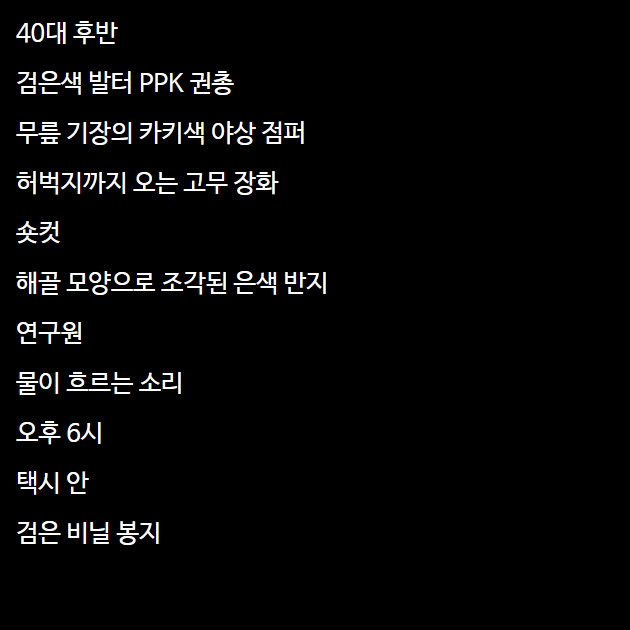 40대 후반
검은색 발터 PPK 권총
무릎 기장의 카키색 야상 점퍼
허벅지까지 오는 고무 장화
숏컷
해골 모양으로 조각된 은색 반지
연구원
물이 흐르는 소리
오후 6시
택시 안
검은 비닐 봉지